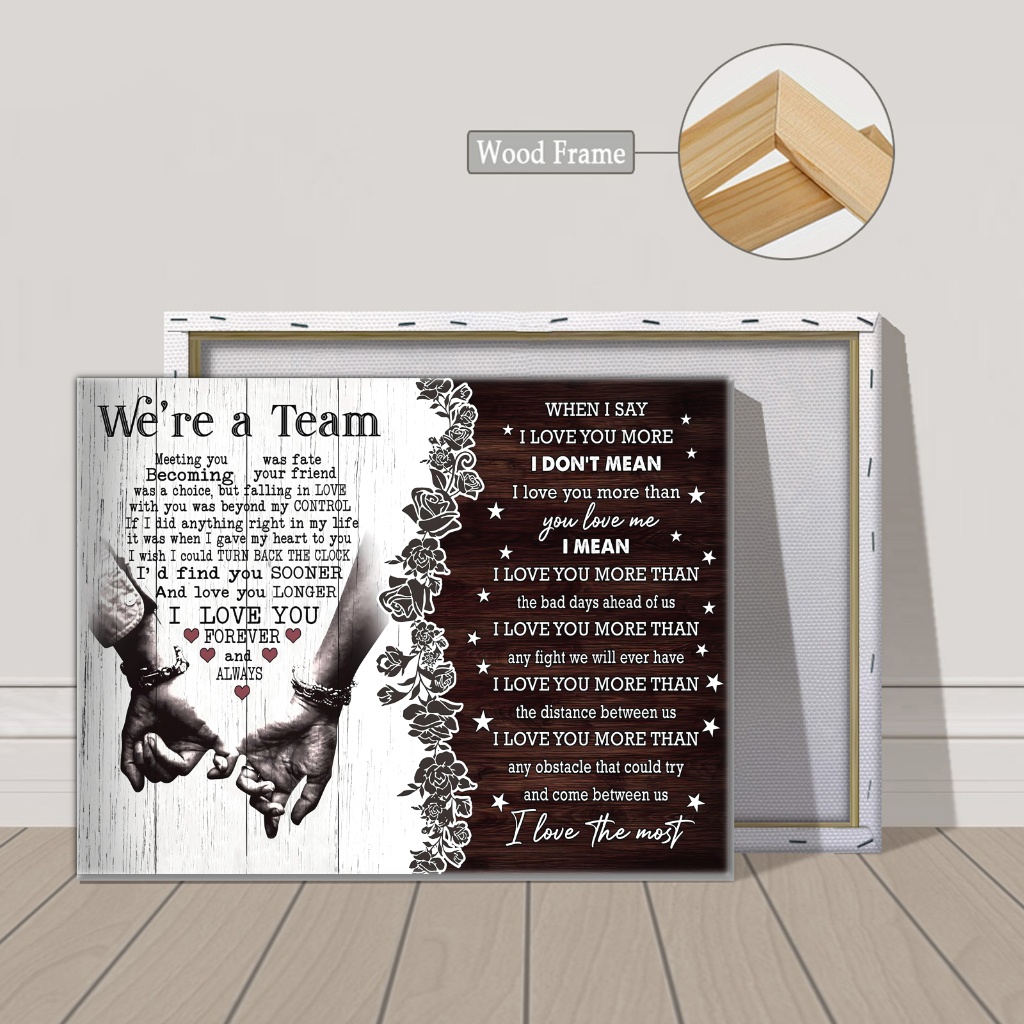 Wood Frame
We're a Team
Meeting you was fate
Becoming your friend
was a choice, but falling in LOVE
with you was beyond my CONTROL
If I did anything right in my life
it was when I gave my heart to you
I wish I could TURN BACK THE CLOCK
I'd find you SOONER
And love you LONGER
I LOVE YOU
FOREVER
and
ALWAYS
WHEN I SAY
I LOVE YOU MORE
I DON'T MEAN
I love you more than
you love me
I MEAN
I LOVE YOU MORE THAN
the bad days ahead of us
I LOVE YOU MORE THAN
any fight we will ever have
I LOVE YOU MORE THAN
the distance between us
I LOVE YOU MORE THAN
any obstacle that could try
and come between us
I love the most